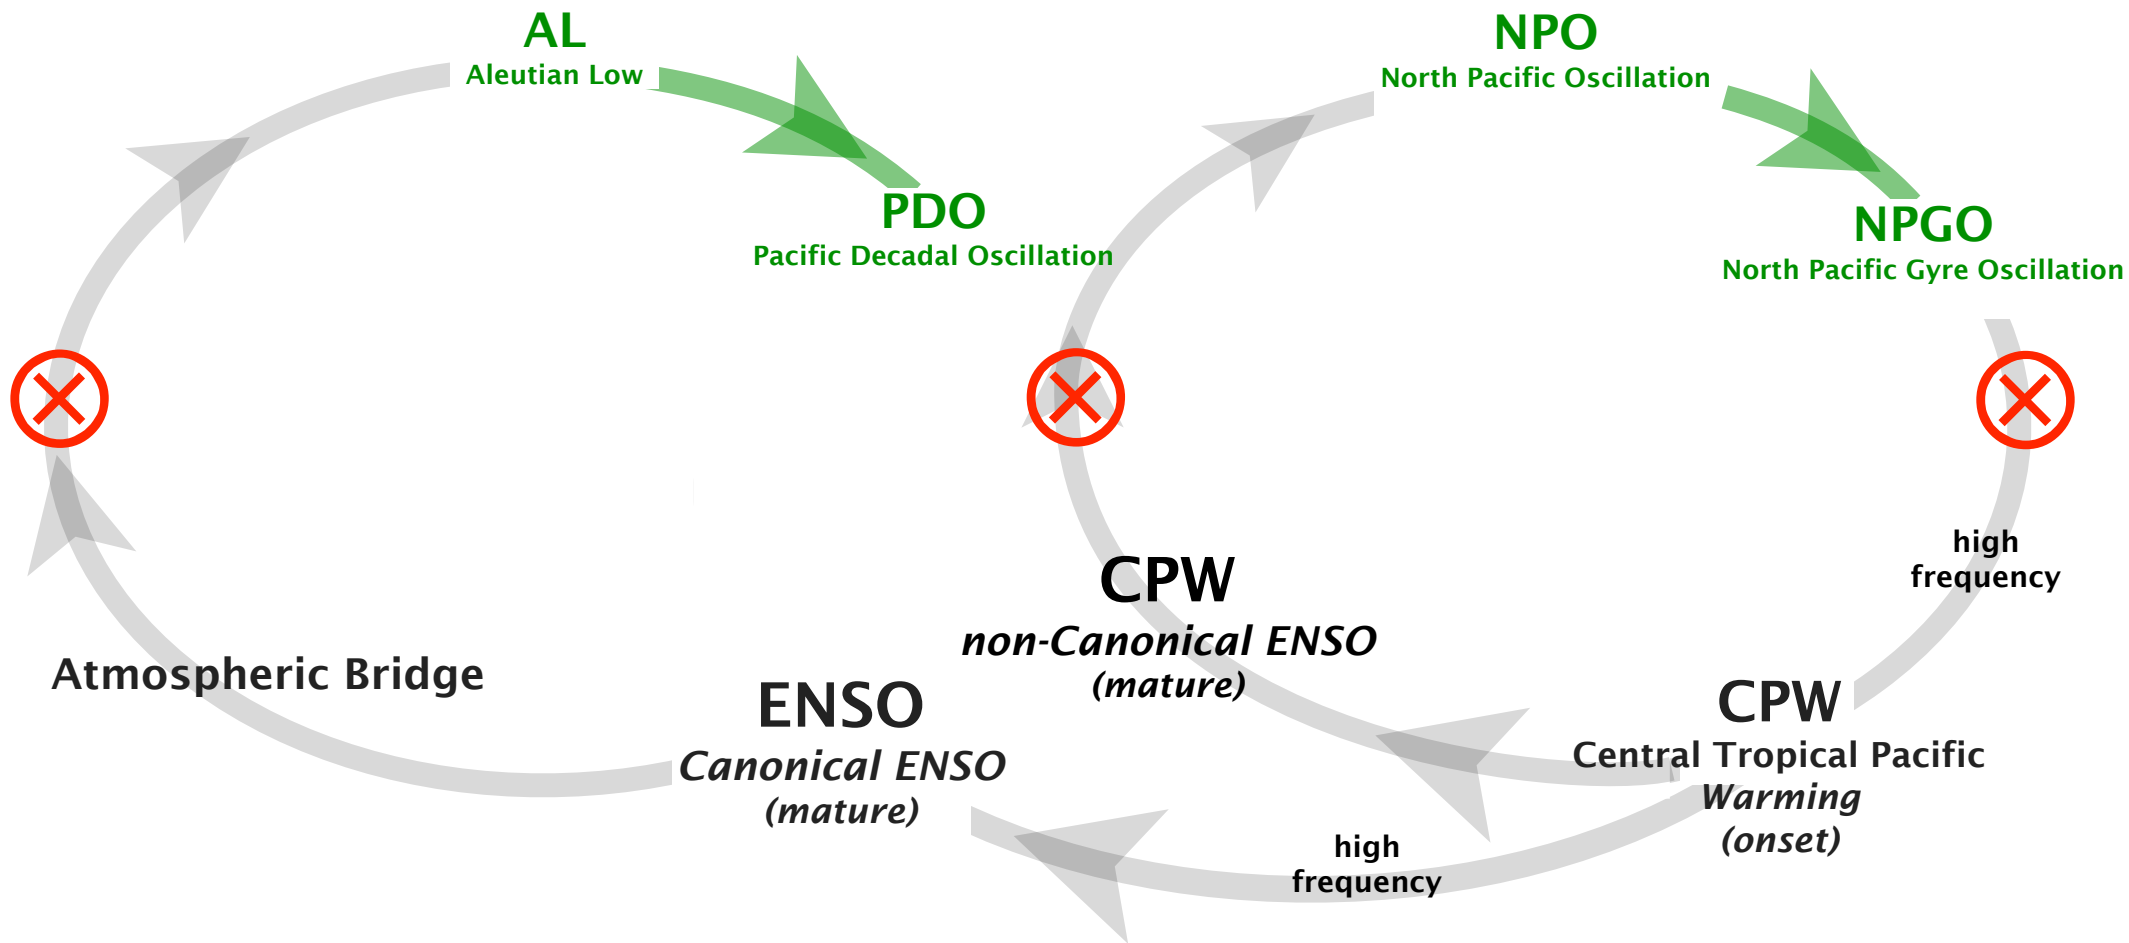 AL
Aleutian Low
NPO
North Pacific Oscillation
PDO
Pacific Decadal Oscillation
NPGO
North Pacific Gyre Oscillation
high
frequency
CPW
non-Canonical ENSO
(mature)
Atmospheric Bridge
ENSO
Canonical ENSO
(mature)
CPW
Central Tropical Pacific
Warming
(onset)
high
frequency